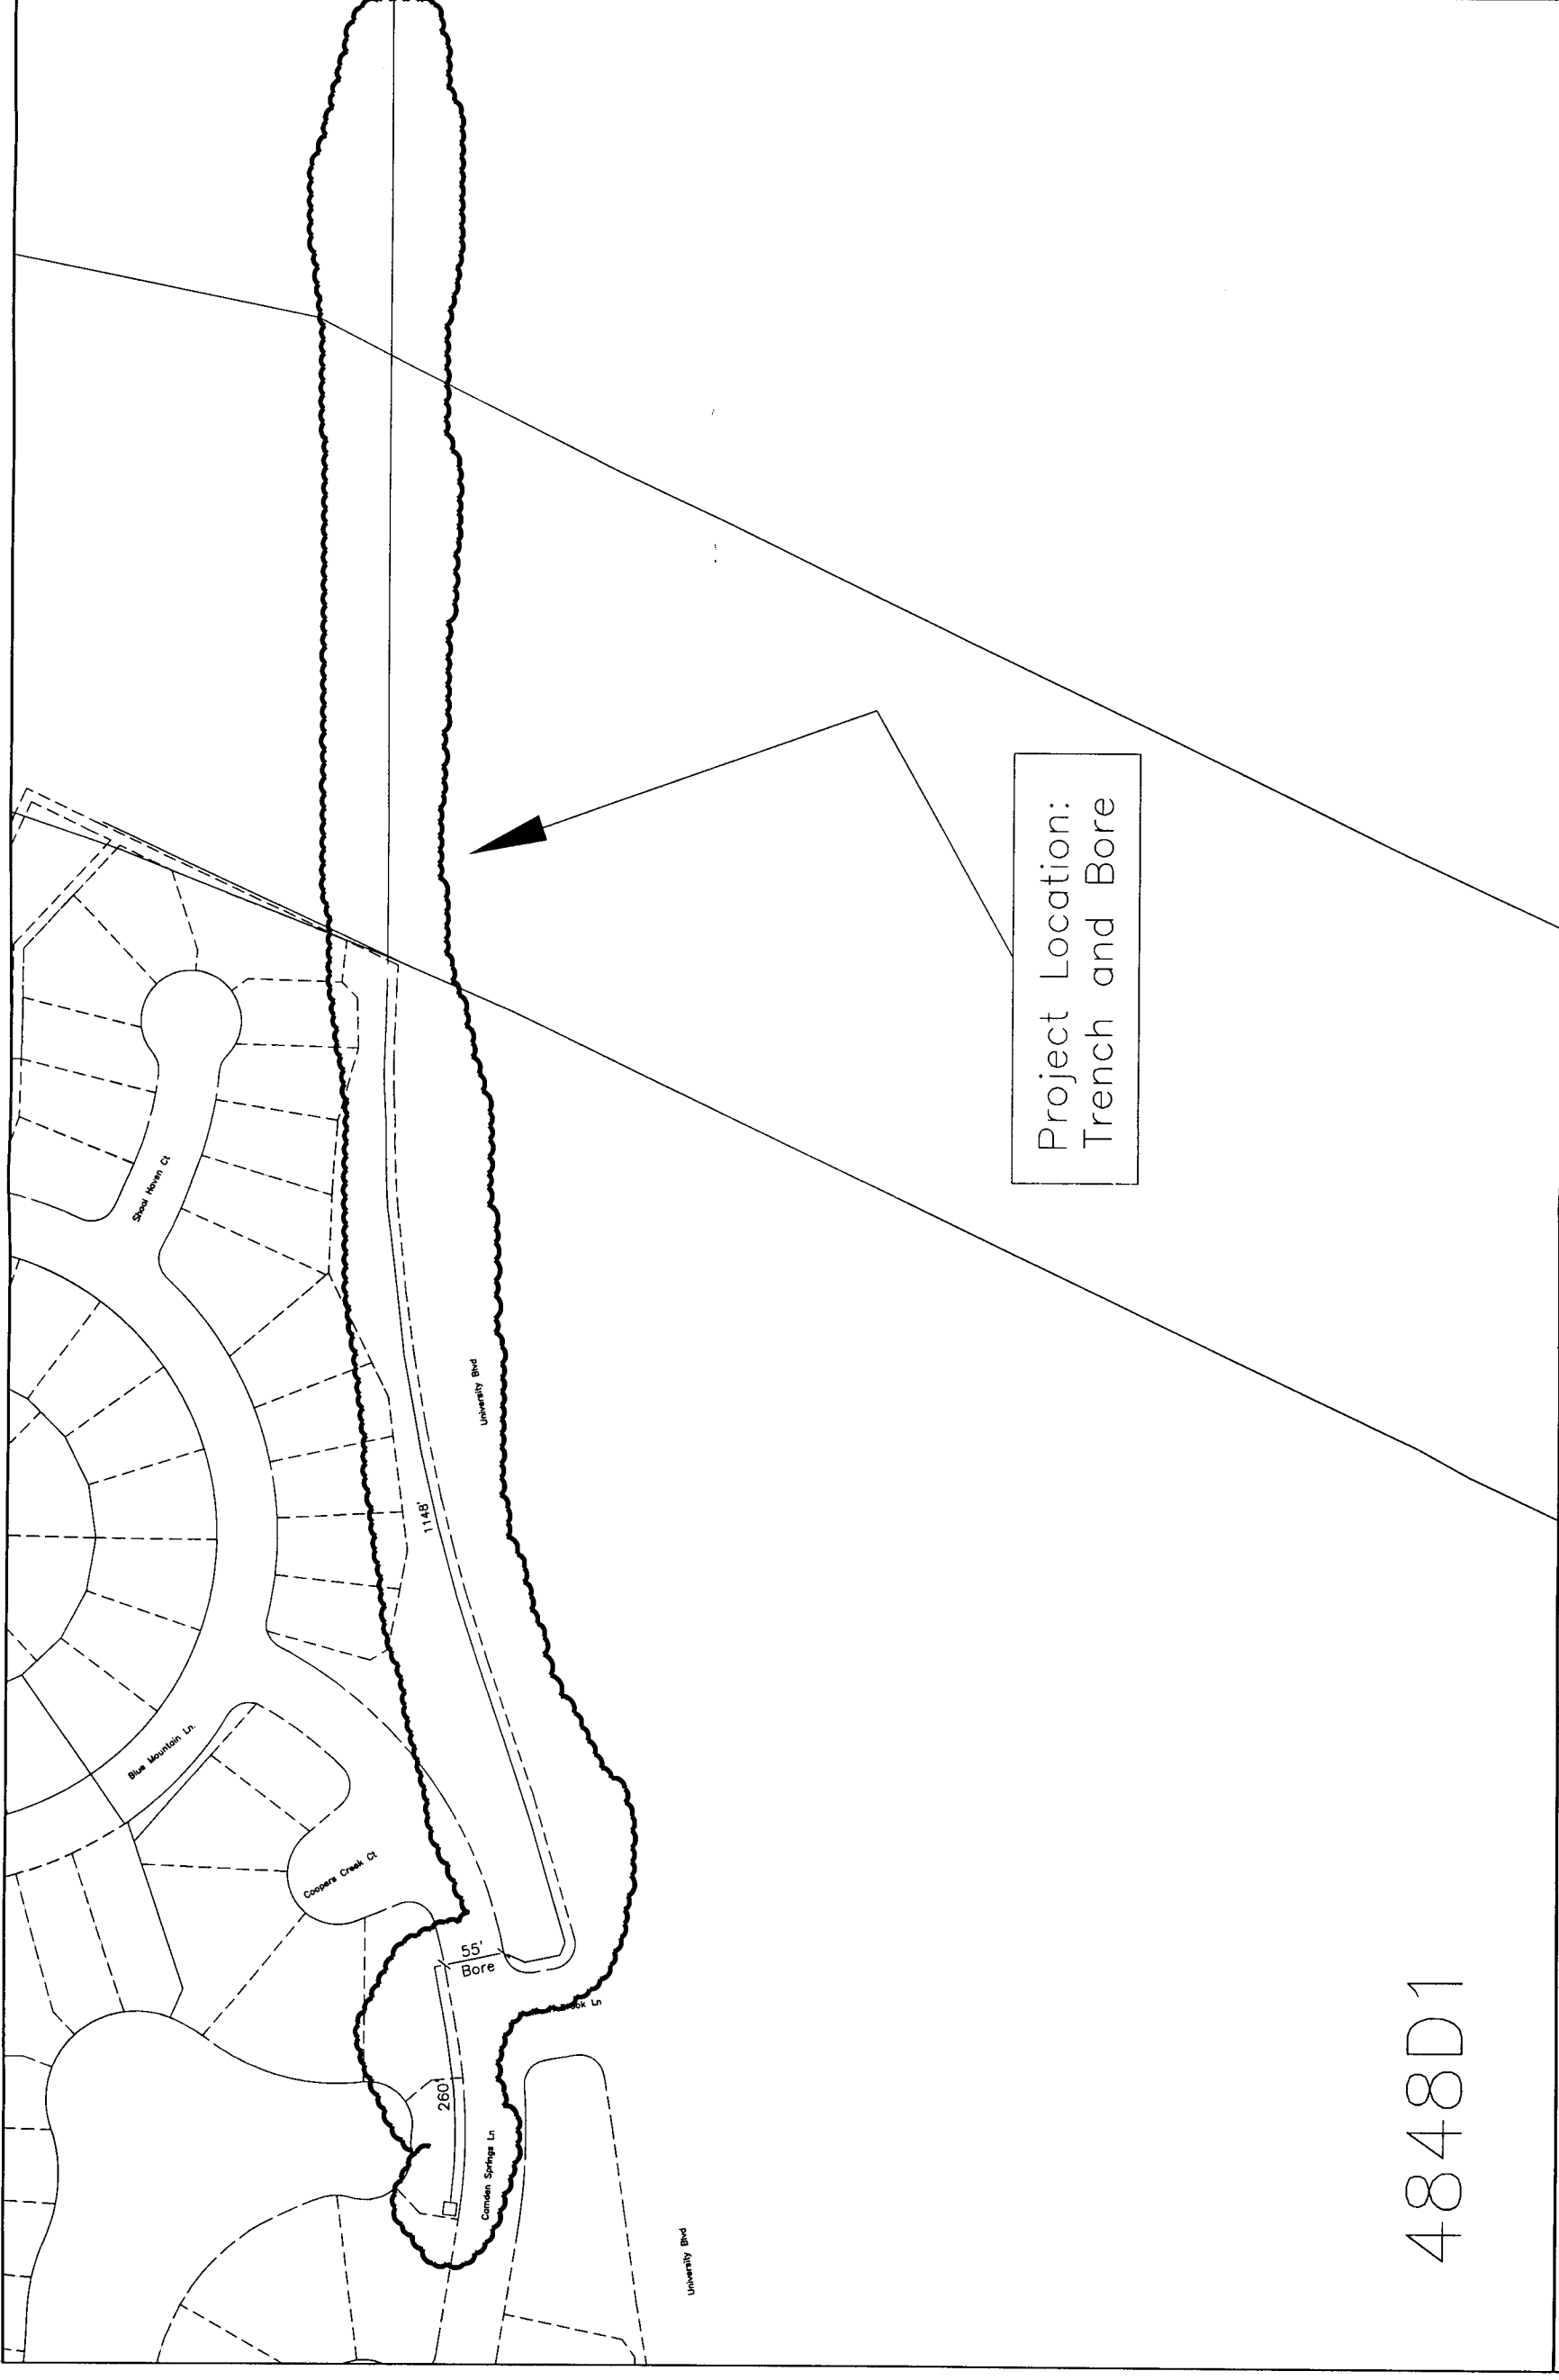 Shoal Haven Ct
University Blvd
1148'
Blue Mountain Ln.
Coopers Creek Ct
55'
Bore
Ln
260'
Camden Springs Ln
University Blvd
Project Location:
Trench and Bore
4848D1